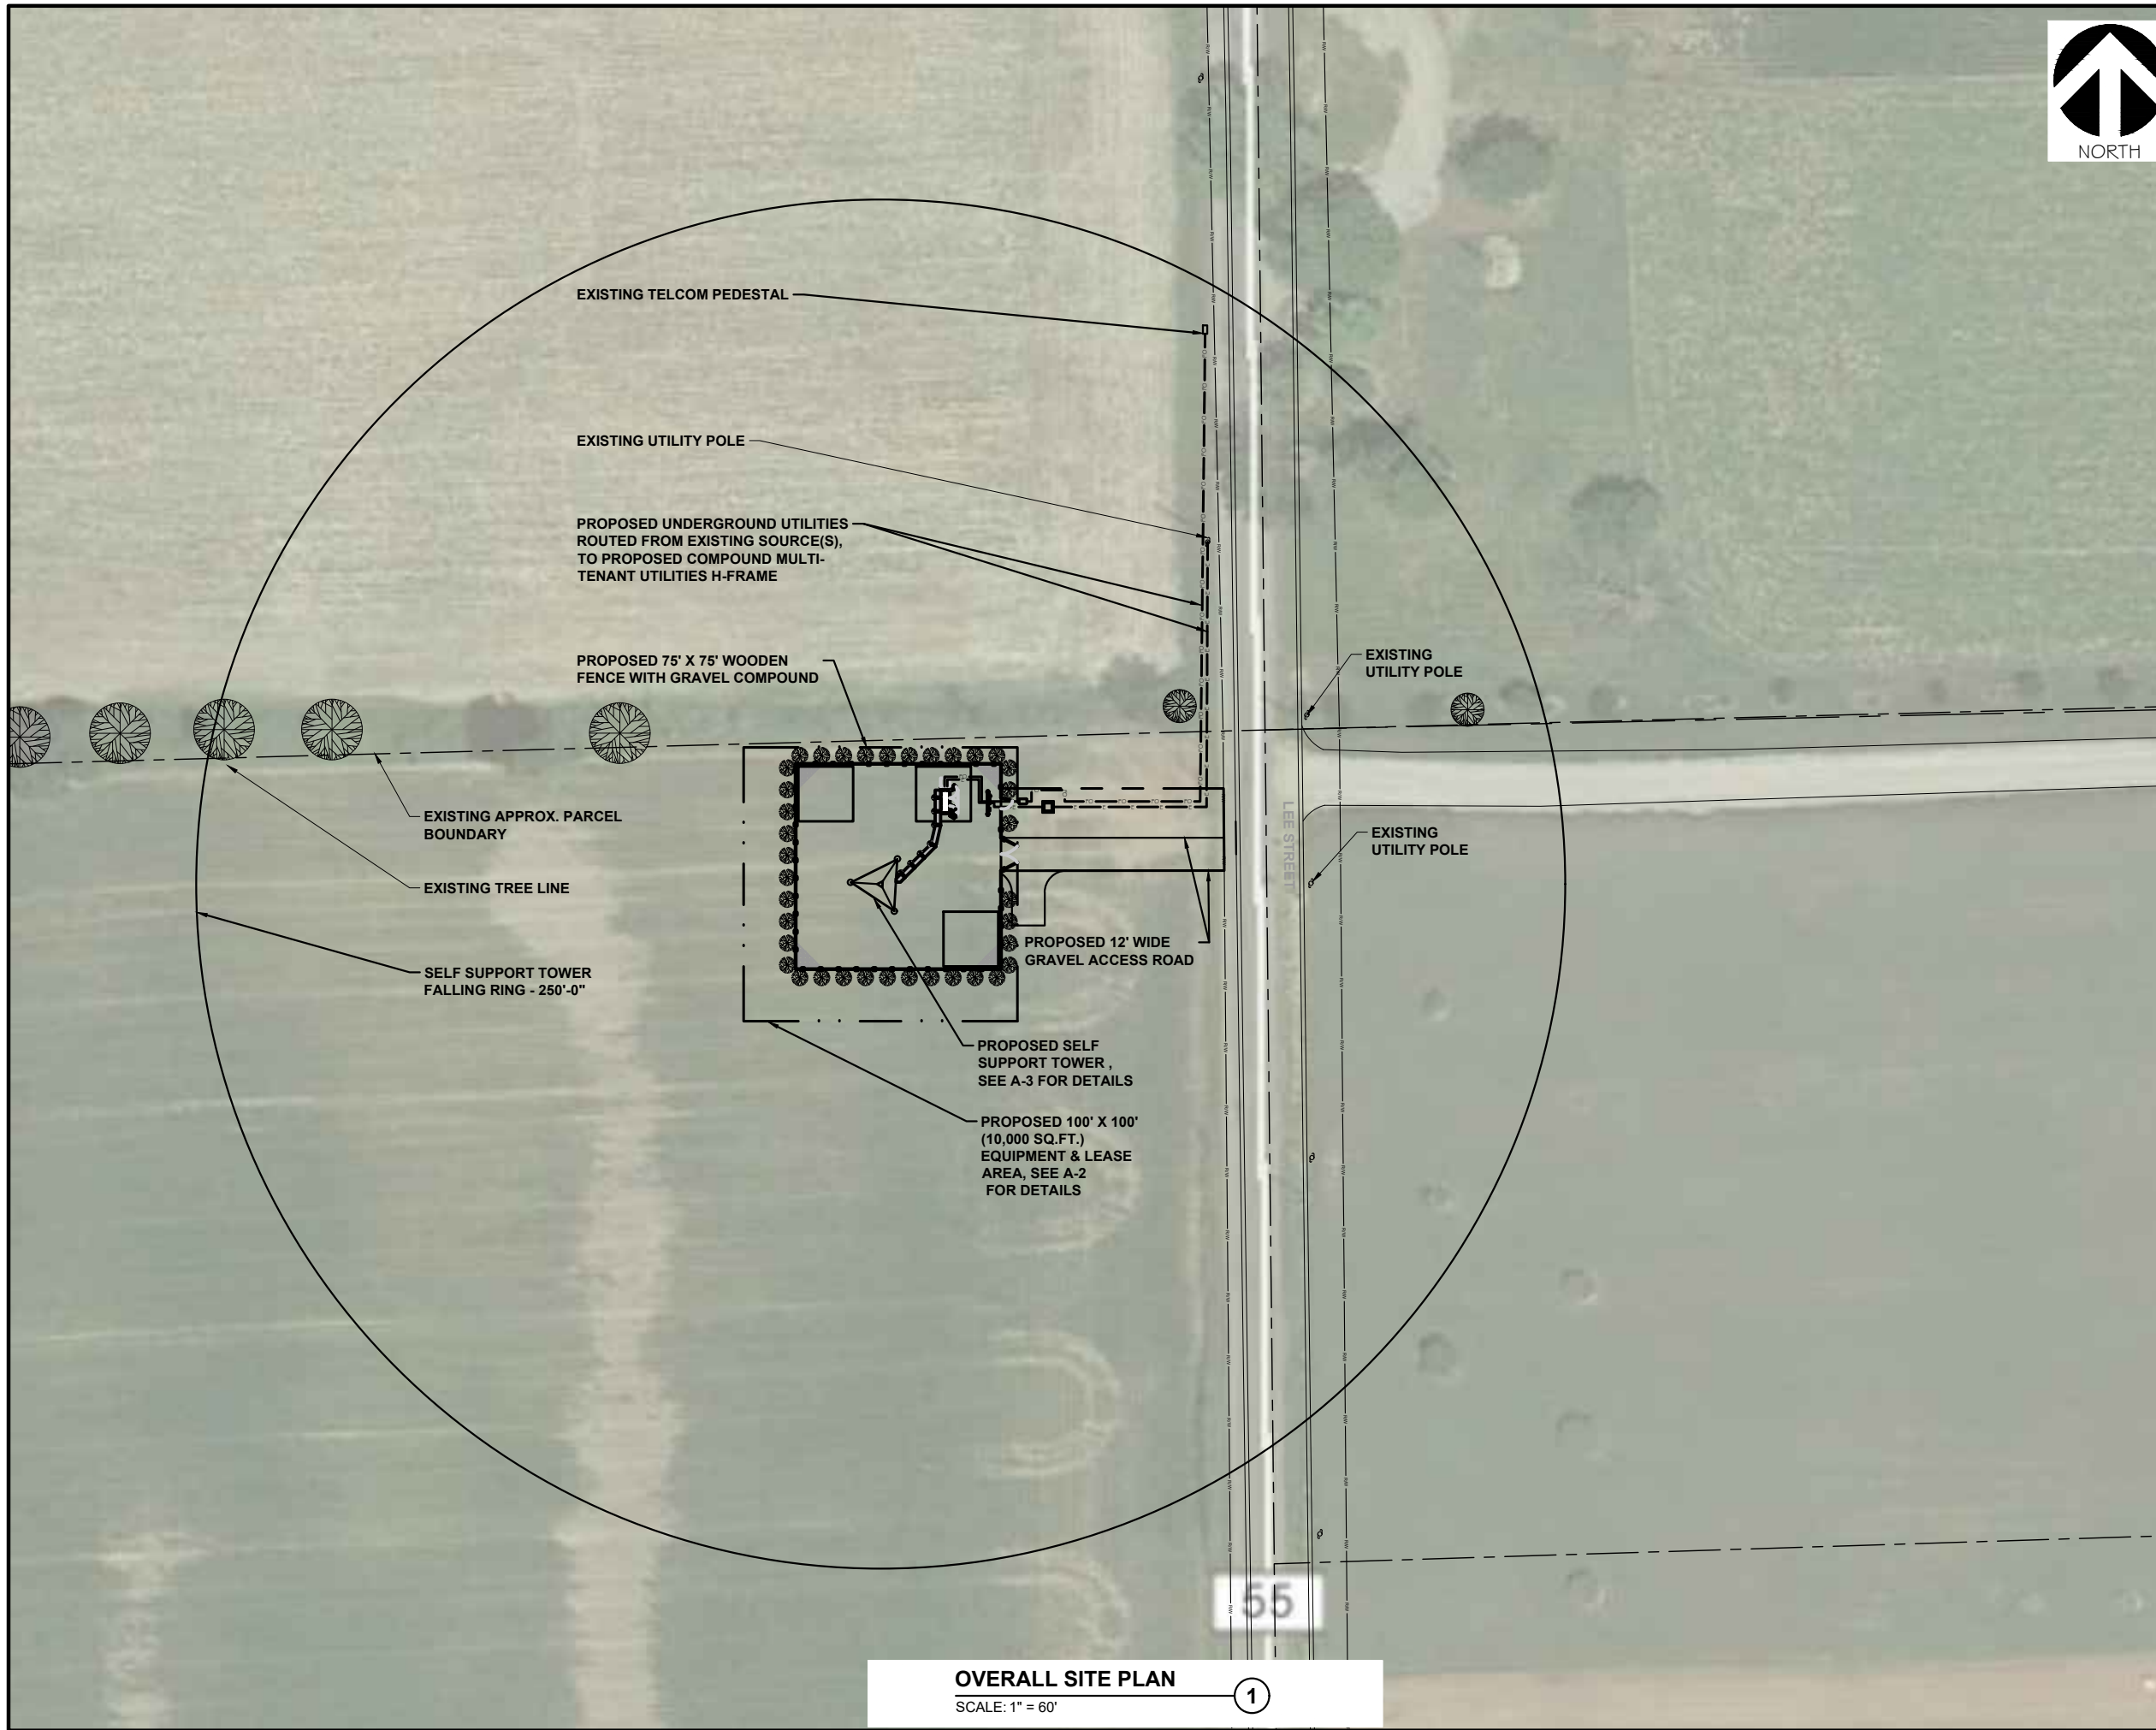 NORTH
EXISTING TELCOM PEDESTAL
EXISTING UTILITY POLE
PROPOSED UNDERGROUND UTILITIES
ROUTED FROM EXISTING SOURCE(S),
TO PROPOSED COMPOUND MULTI-
TENANT UTILITIES H-FRAME
PROPOSED 75' X 75' WOODEN
FENCE WITH GRAVEL COMPOUND
EXISTING
UTILITY POLE
EXISTING APPROX. PARCEL
BOUNDARY
EXISTING TREE LINE
LEE STREET
EXISTING
UTILITY POLE
SELF SUPPORT TOWER
FALLING RING - 250'-0"
PROPOSED 12' WIDE
GRAVEL ACCESS ROAD
PROPOSED SELF
SUPPORT TOWER ,
SEE A-3 FOR DETAILS
PROPOSED 100' X 100'
(10,000 SQ.FT.)
EQUIPMENT & LEASE
AREA, SEE A-2
FOR DETAILS
55
OVERALL SITE PLAN
SCALE: 1" = 60'
1